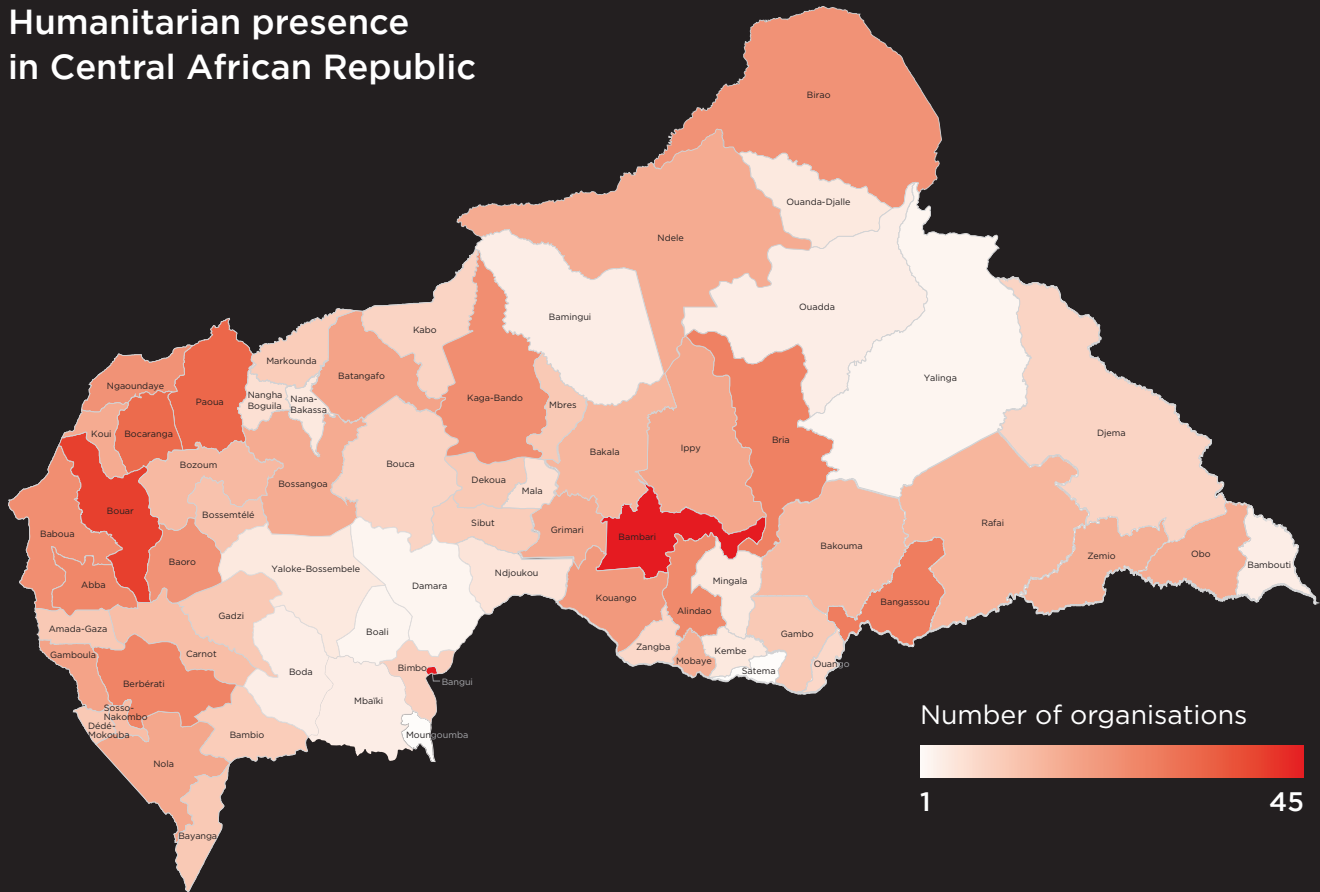 Humanitarian presence
in Central African Republic
Birao
Ouanda-Djalle
Ndele
Ouadda
Bamingui
Kabo
Markounda
Batangafo
Yalinga
Ngaoundaye
Paoua
Nangha
Boguila
Nana-
Bakassa
Kaga-Bando
Mbres
Koui
Bocaranga
Djema
Bria
Ippy
Bakala
Bozoum
Bouca
Bossangoa
Dekoua
Mala
Bouar
Bossemtélé
Sibut
Grimari
Rafai
Baboua
Bambari
Bakouma
Obo
Zemio
Baoro
Yaloke-Bossembele
Bambouti
Ndjoukou
Mingala
Abba
Damara
Kouango
Bangassou
Alindao
Gadzi
Amada-Gaza
Boali
Gambo
Zangba
Kembe
Gamboula
Carnot
Mobaye
Ouango
Bimbo
Satema
Boda
Bangui
Berbérati
Mbaïki
Sosso-
Nakombo
Dédé-
Mokouba
Bambio
Moungoumba
Nola
Bayanga
Number of organisations
1
45